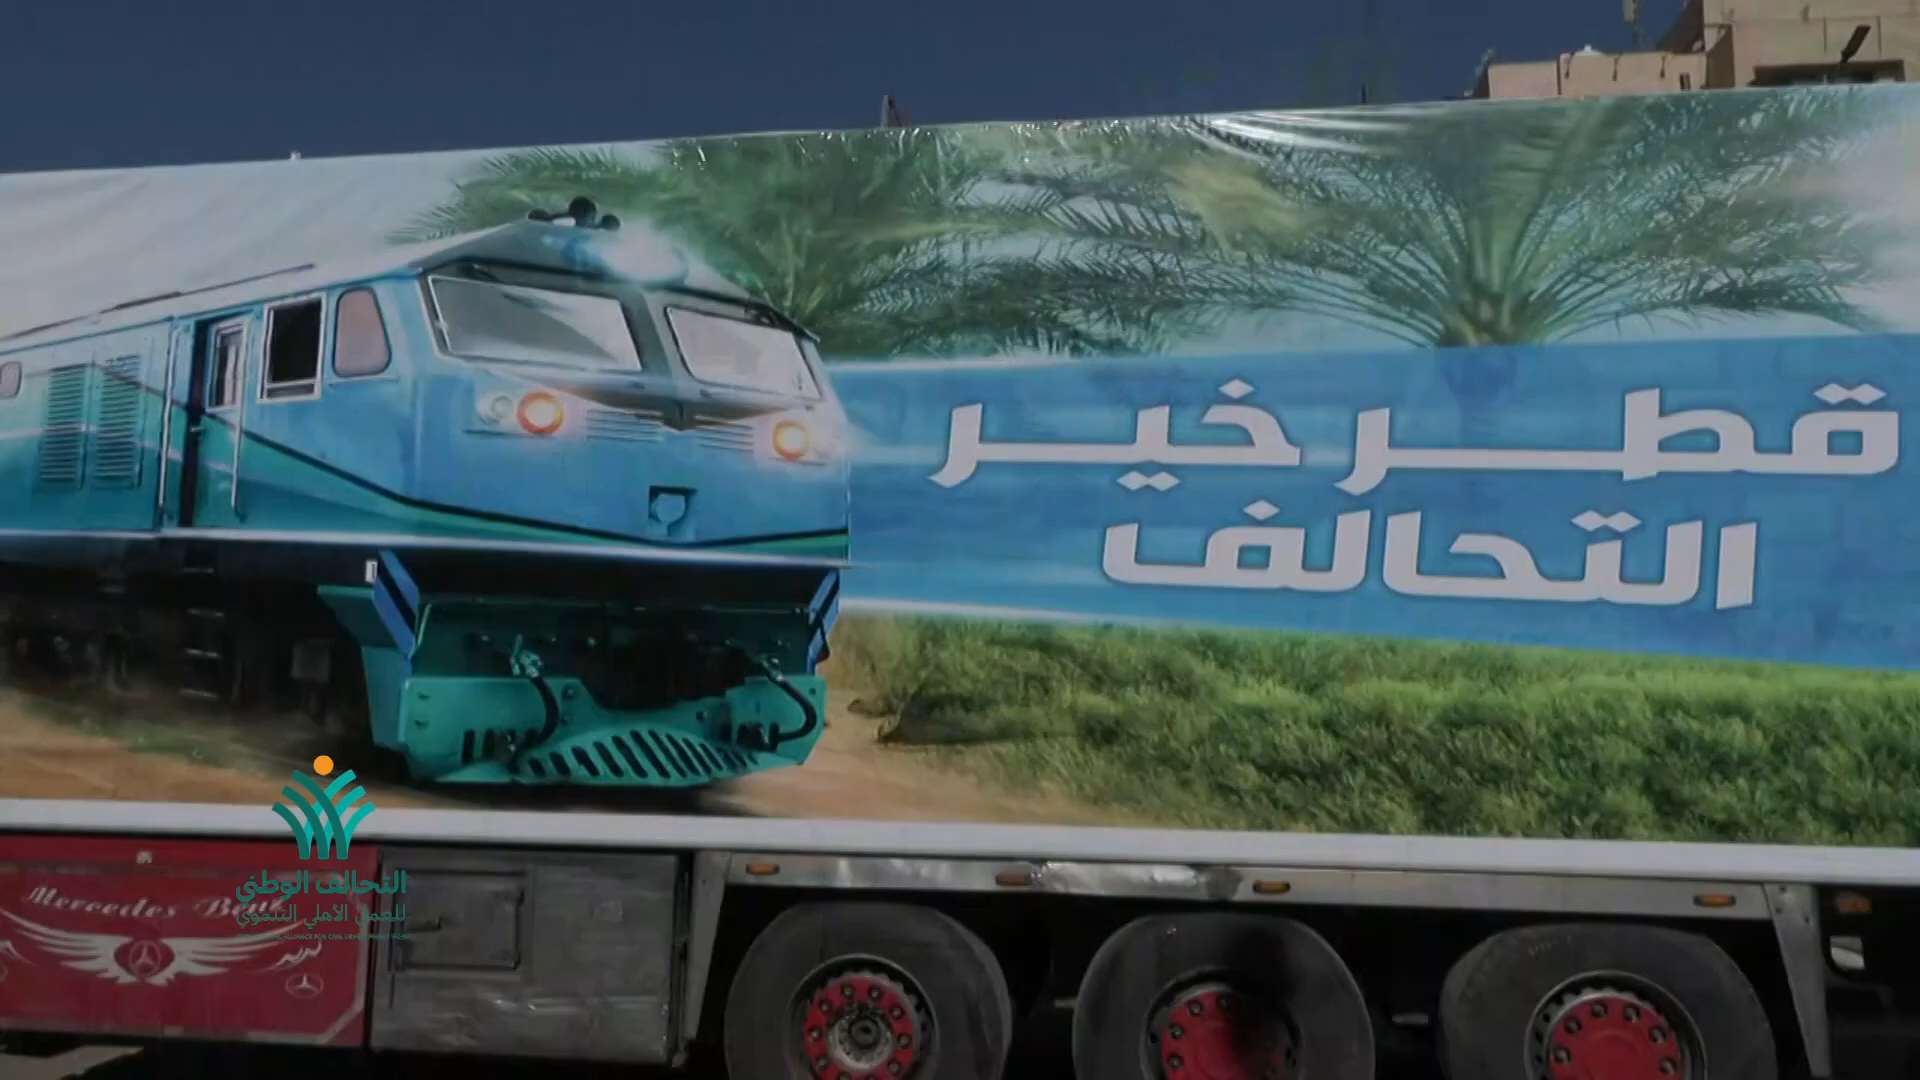 قطر خير
التحالف
التحالف الوطني
للعمل الأهلي التنموي
Mercedes Benz